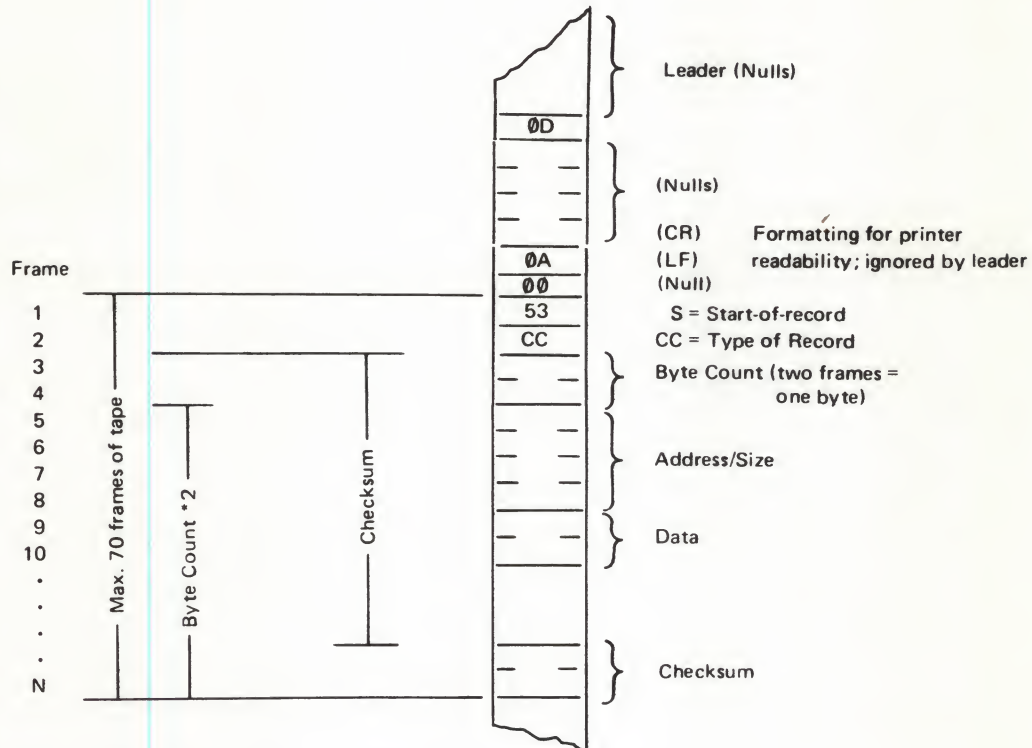 Leader (Nulls)
ØD
(Nulls)
(CR) Formatting for printer
Frame
ØA
(LF) readability; ignored by leader
ØØ
(Null)
1
53
S = Start-of-record
2
CC
CC = Type of Record
3
Byte Count (two frames =
4
one byte)
5
6
Address/Size
7
8
9
Data
10
.
.
.
.
Checksum
N
Max. 70 frames of tape
Byte Count *2
Checksum